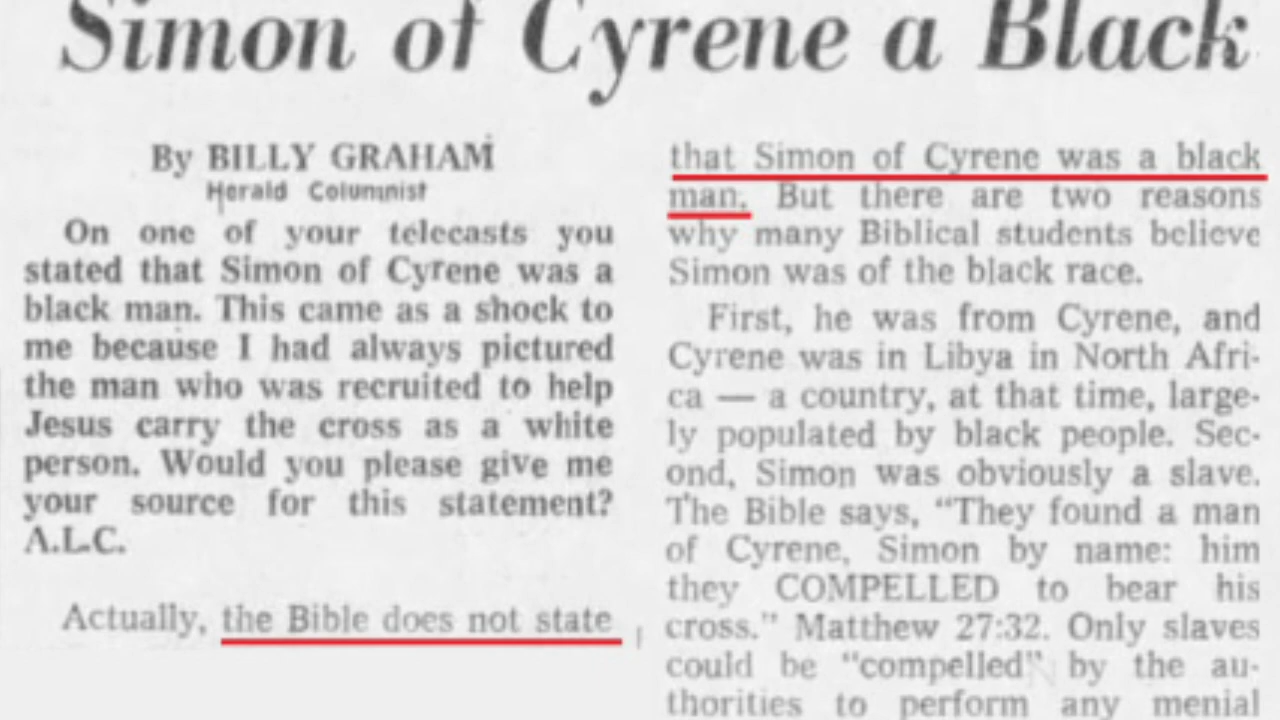 Simon of Cyrene a Black
By BILLY GRAHAM
Herald Columnist
On one of your telecasts you
stated that Simon of Cyrene was a
black man. This came as a shock to
me because I had always pictured
the man who was recruited to help
Jesus carry the cross as a white
person. Would you please give me
your source for this statement?
A.L.C.
Actually, the Bible does not state
that Simon of Cyrene was a black
man. But there are two reasons
why many Biblical students believe
Simon was of the black race.
First, he was from Cyrene, and
Cyrene was in Libya in North Afri-
ca — a country, at that time, large-
ly populated by black people. Sec-
ond, Simon was obviously a slave.
The Bible says, "They found a man
of Cyrene, Simon by name: him
they COMPELLED to bear his
cross." Matthew 27:32. Only slaves
could be "compelled" by the au-
thorities to perform any menial